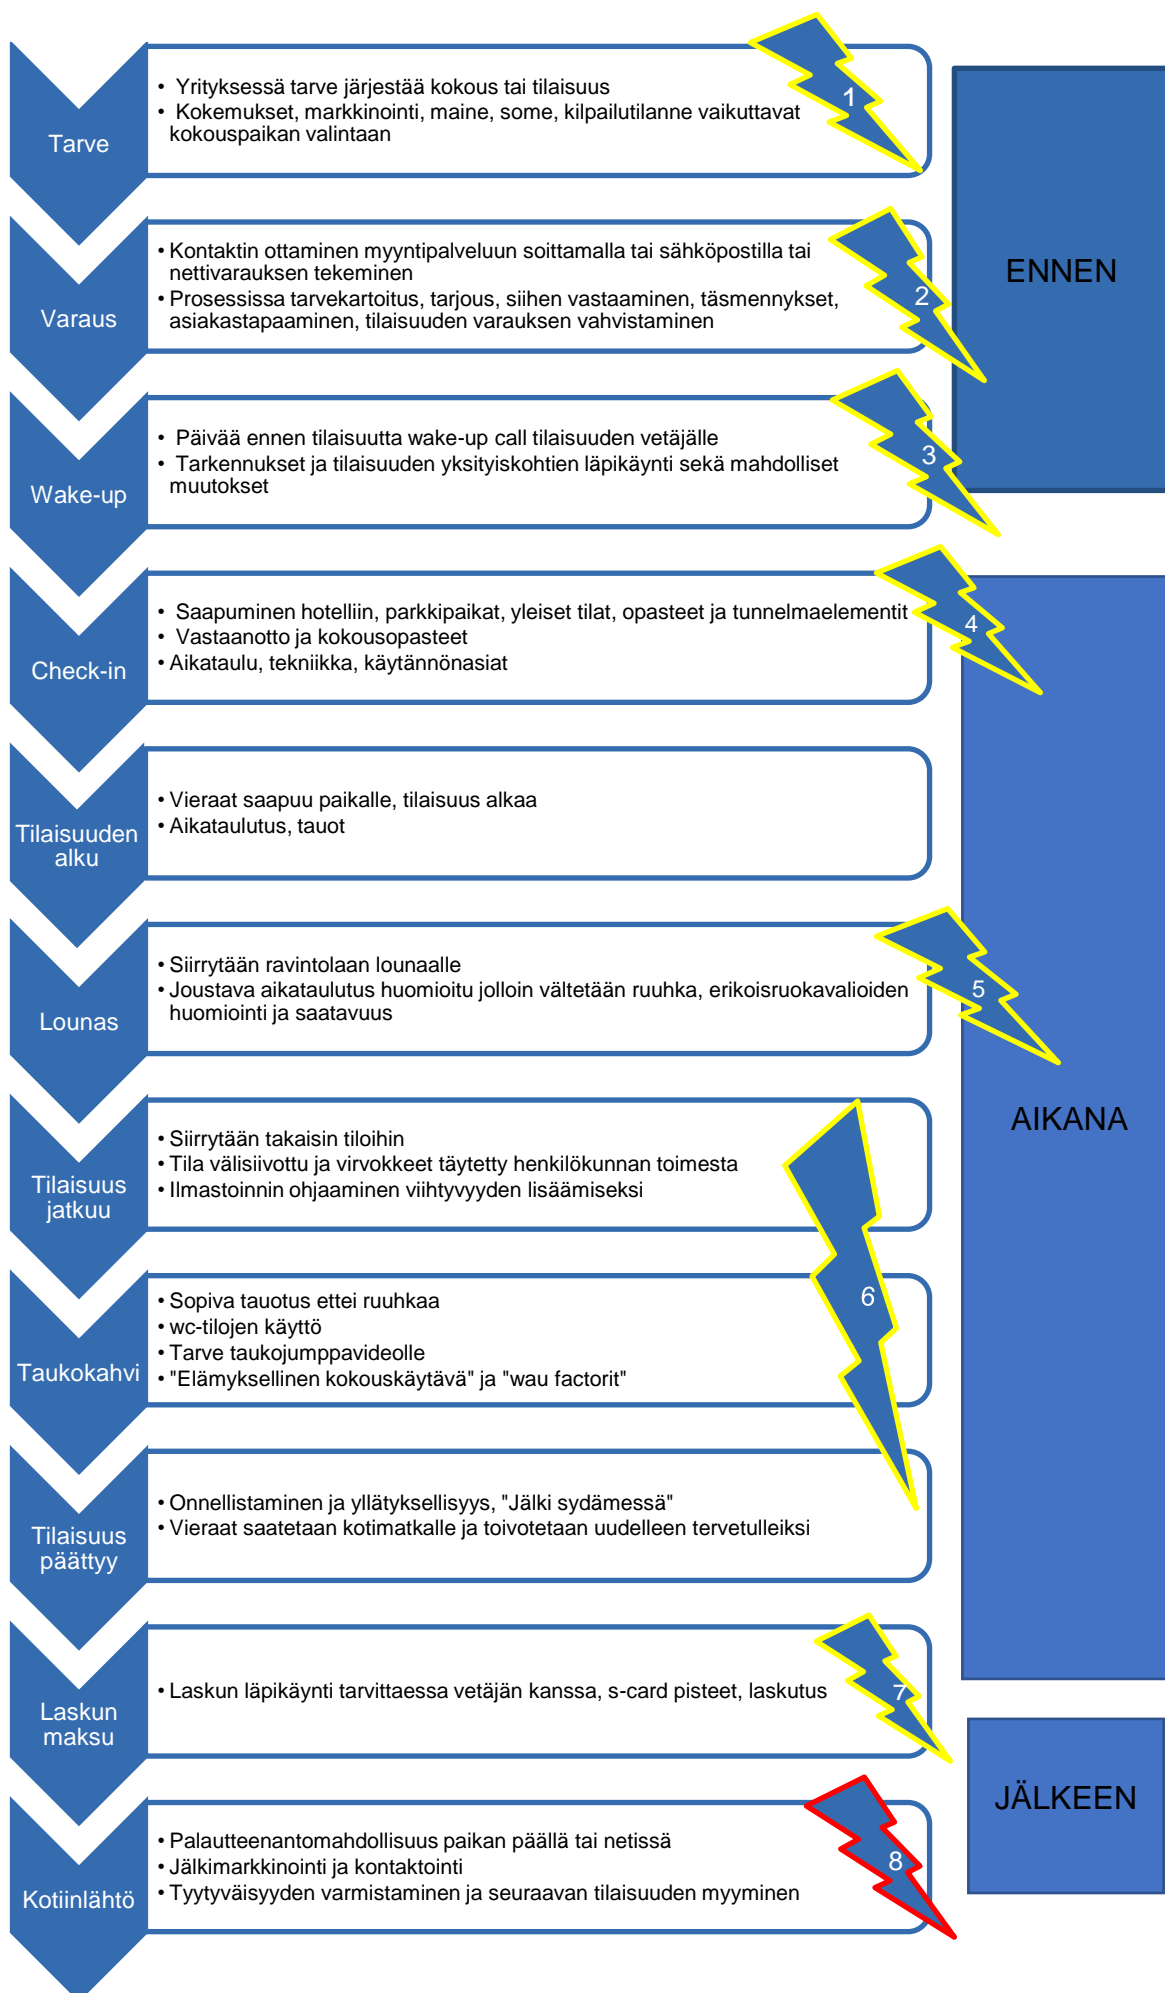 Tarve
• Yrityksessä tarve järjestää kokous tai tilaisuus
• Kokemukset, markkinointi, maine, some, kilpailutilanne vaikuttavat
kokouspaikan valintaan
1
ENNEN
Varaus
• Kontaktin ottaminen myyntipalveluun soittamalla tai sähköpostilla tai
nettivarauksen tekeminen
• Prosessissa tarvekartoitus, tarjous, siihen vastaaminen, täsmennykset,
asiakastapaaminen, tilaisuuden varauksen vahvistaminen
2
Wake-up
• Päivää ennen tilaisuutta wake-up call tilaisuuden vetäjälle
• Tarkennukset ja tilaisuuden yksityiskohtien läpikäynti sekä mahdolliset
muutokset
3
Check-in
• Saapuminen hotelliin, parkkipaikat, yleiset tilat, opasteet ja tunnelmaelementit
• Vastaanotto ja kokousopasteet
• Aikataulu, tekniikka, käytännönasiat
4
Tilaisuuden
alku
• Vieraat saapuu paikalle, tilaisuus alkaa
• Aikataulutus, tauot
Lounas
• Siirrytään ravintolaan lounaalle
• Joustava aikataulutus huomioitu jolloin vältetään ruuhka, erikoisruokavalioiden
huomiointi ja saatavuus
5
AIKANA
Tilaisuus
jatkuu
• Siirrytään takaisin tiloihin
• Tila välisiivottu ja virvokkeet täytetty henkilökunnan toimesta
• Ilmastoinnin ohjaaminen viihtyvyyden lisäämiseksi
6
Taukokahvi
• Sopiva tauotus ettei ruuhkaa
• wc-tilojen käyttö
• Tarve taukojumppavideolle
• "Elämyksellinen kokouskäytävä" ja "wau factorit"
Tilaisuus
päättyy
• Onnellistaminen ja yllätyksellisyys, "Jälki sydämessä"
• Vieraat saatetaan kotimatkalle ja toivotetaan uudelleen tervetulleiksi
Laskun
maksu
• Laskun läpikäynti tarvittaessa vetäjän kanssa, s-card pisteet, laskutus
7
JÄLKEEN
Kotiinlähtö
• Palautteenantomahdollisuus paikan päällä tai netissä
• Jälkimarkkinointi ja kontaktointi
• Tyytyväisyyden varmistaminen ja seuraavan tilaisuuden myyminen
8